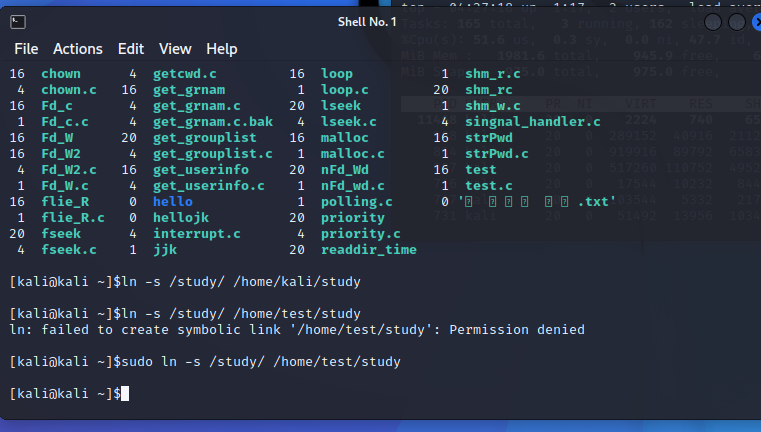 Shell No. 1
File Actions Edit View Help
16 chown 4 getcwd.c 16 loop 1 shm_r.c
4 chown.c 16 get_grnam 1 loop.c 20 shm_rc
16 Fd_c 4 get_grnam.c 20 lseek 1 shm_w.c
1 Fd_c.c 4 get_grnam.c.bak 4 lseek.c 4 singnal_handler.c
16 Fd_W 20 get_grouplist 16 malloc 16 strPwd
16 Fd_W2 4 get_grouplist.c 1 malloc.c 1 strPwd.c
4 Fd_W2.c 16 get_userinfo 20 nFd_Wd 16 test
1 Fd_W.c 4 get_userinfo.c 1 nFd_wd.c 1 test.c
16 flie_R 0 hello 1 polling.c 0 ' .txt'
1 flie_R.c 0 hellojk 20 priority
20 fseek 4 interrupt.c 4 priority.c
4 fseek.c 1 jjk 20 readdir_time
[kali@kali ~]$ln -s /study/ /home/kali/study
[kali@kali ~]$ln -s /study/ /home/test/study
ln: failed to create symbolic link '/home/test/study': Permission denied
[kali@kali ~]$sudo ln -s /study/ /home/test/study
[kali@kali ~]$